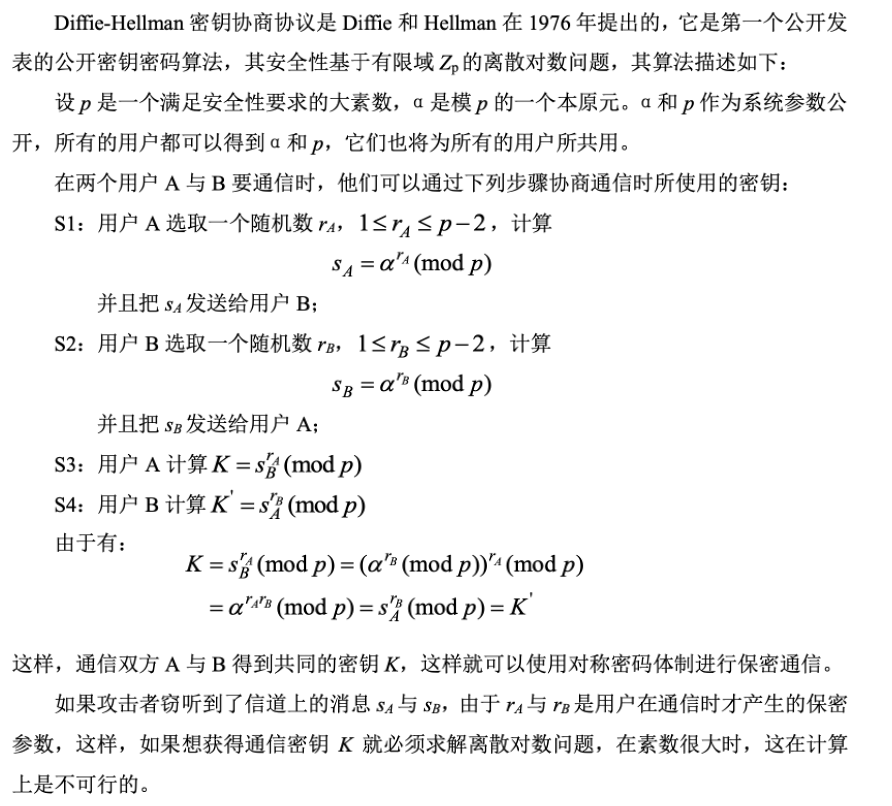 Diffie-Hellman 密钥协商协议是 Diffie 和 Hellman 在 1976 年提出的，它是第一个公开发
表的公开密钥密码算法，其安全性基于有限域 Zp 的离散对数问题，其算法描述如下：
设 p 是一个满足安全性要求的大素数，α 是模 p 的一个本原元。α 和 p 作为系统参数公
开，所有的用户都可以得到 α 和 p，它们也将为所有的用户所共用。
在两个用户 A 与 B 要通信时，他们可以通过下列步骤协商通信时所使用的密钥：
S1：用户 A 选取一个随机数 r_A，1≤r_A≤p−2，计算
s_A = α^{r_A} (mod p)
并且把 s_A 发送给用户 B；
S2：用户 B 选取一个随机数 r_B，1≤r_B≤p−2，计算
s_B = α^{r_B} (mod p)
并且把 s_B 发送给用户 A；
S3：用户 A 计算 K = s_B^{r_A} (mod p)
S4：用户 B 计算 K' = s_A^{r_B} (mod p)
由于有：
K = s_B^{r_A} (mod p) = (α^{r_B} (mod p))^{r_A} (mod p)
= α^{r_A r_B} (mod p) = s_A^{r_B} (mod p) = K'
这样，通信双方 A 与 B 得到共同的密钥 K，这样就可以使用对称密码体制进行保密通信。
如果攻击者窃听到了信道上的消息 s_A 与 s_B，由于 r_A 与 r_B 是用户在通信时才产生的保密
参数，这样，如果想获得通信密钥 K 就必须求解离散对数问题，在素数很大时，这在计算
上是不可行的。